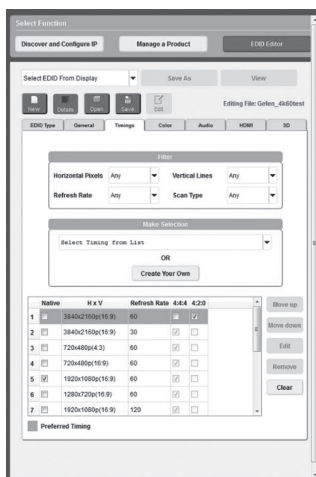 Select Function
Discover and Configure IP Manage a Product EDID Editor
Select EDID From Display Save As View
New Details Open Save Edit Editing File: Gefen_4k60test
EDID Type General Timings Color Audio HDMI 3D
Filter
Horizontal Pixels Any Vertical Lines Any
Refresh Rate Any Scan Type Any
Make Selection
Select Timing from List
OR
Create Your Own
Native H x V Refresh Rate 4:4:4 4:2:0
1 3840x2160p(16:9) 60
2 3840x2160p(16:9) 30
3 720x480p(4:3) 60
4 720x480p(16:9) 60
5 1920x1080p(16:9) 60
6 1280x720p(16:9) 60
7 1920x1080p(16:9) 120
Move up
Move down
Edit
Remove
Clear
Preferred Timing